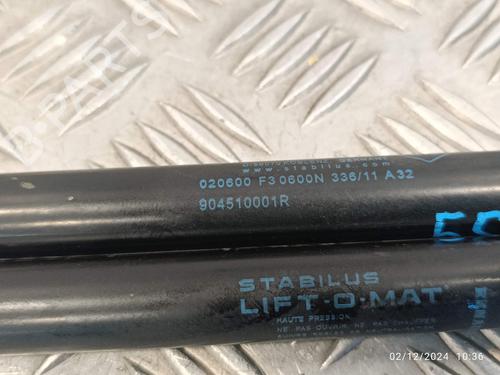 www.stabilus.com
020600 F3 0600N 336/11 A32
904510001R
STABILUS
LIFT-O-MAT
HAUTE PRESSION
NE PAS OUVRIR, NE PAS CHAUFFER
02/12/2024 10:36